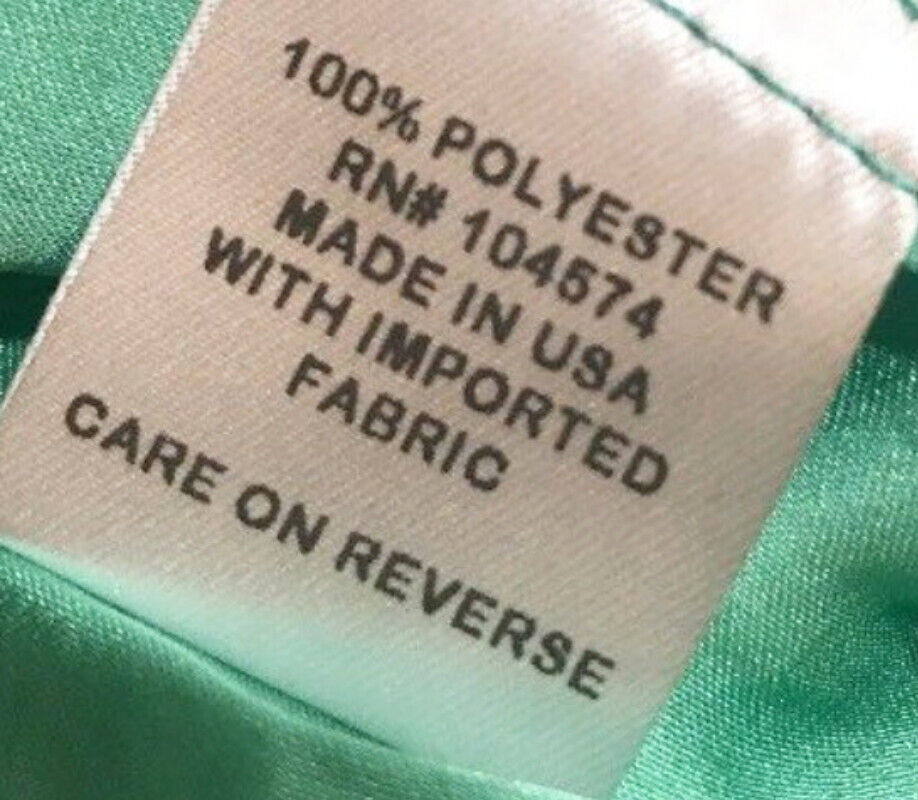 100% POLYESTER
RN# 104574
MADE IN USA
WITH IMPORTED
FABRIC
CARE ON REVERSE